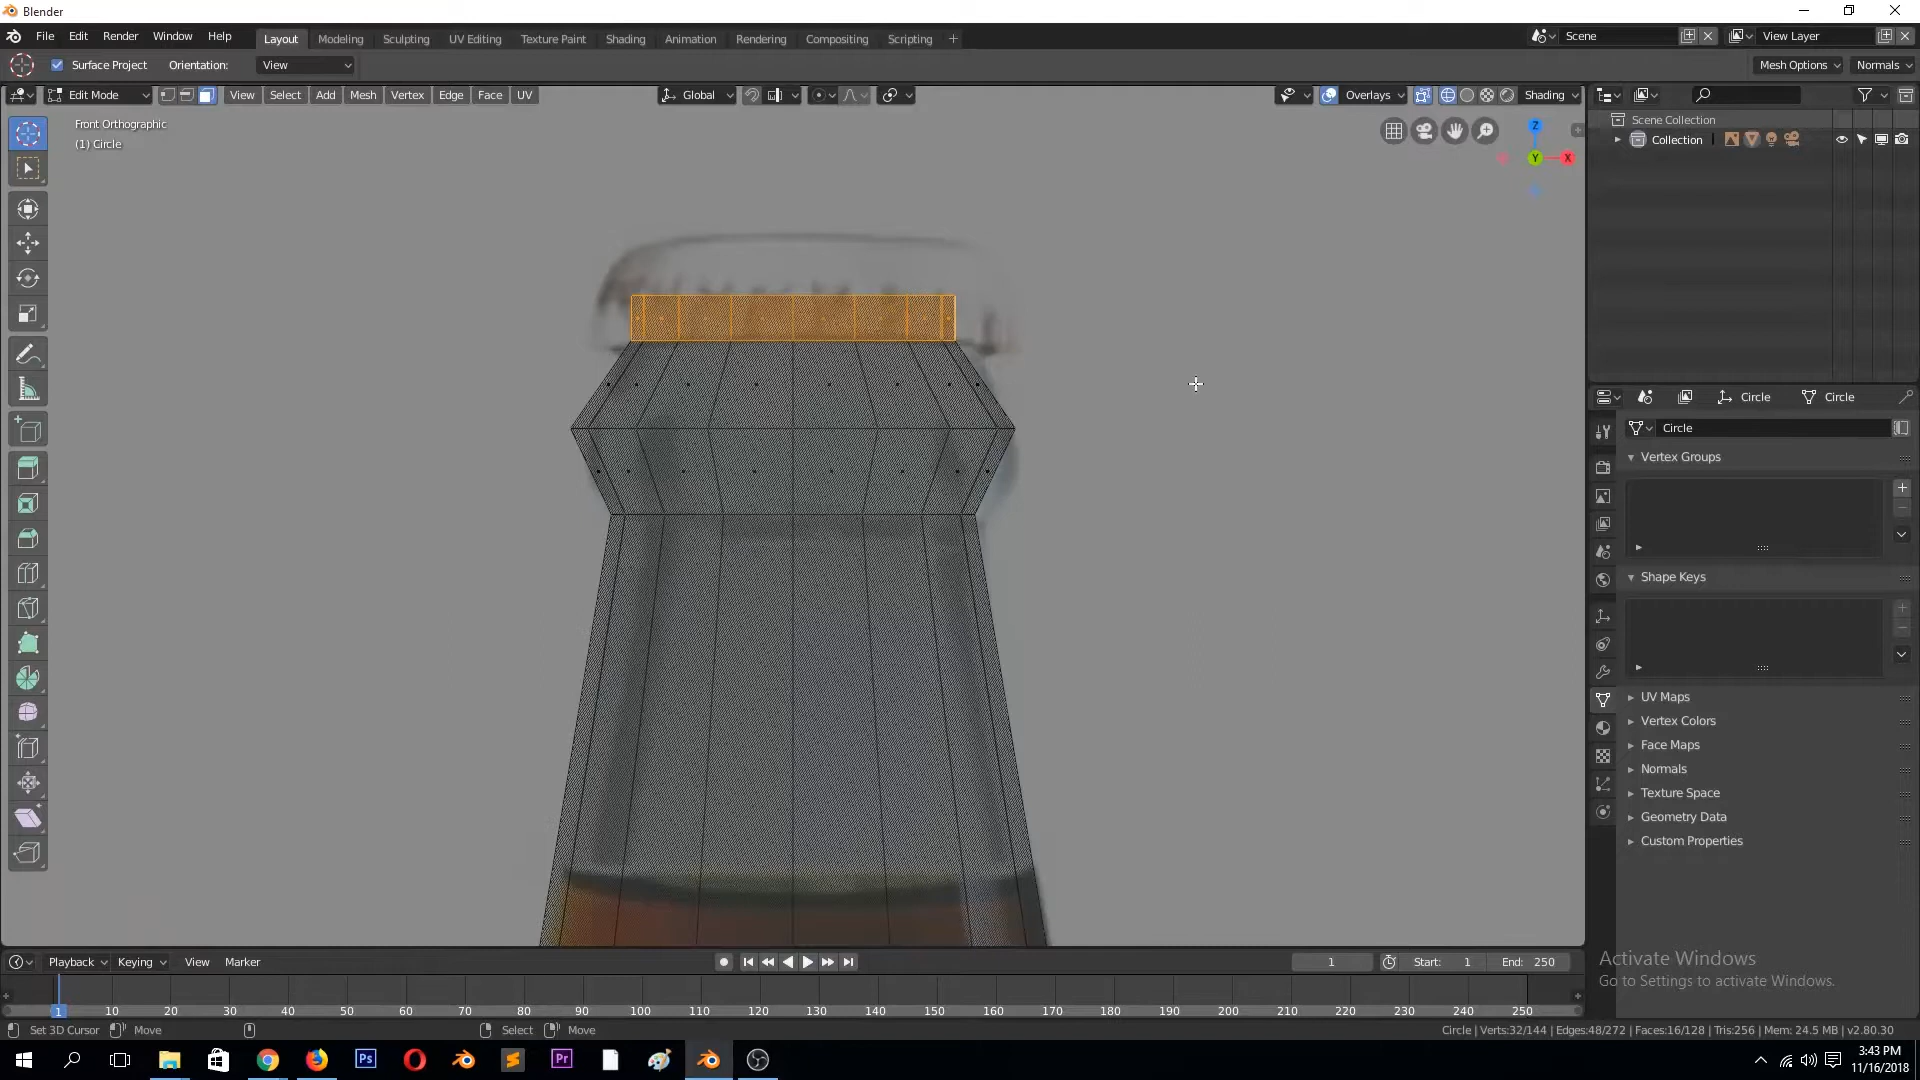 Blender
File Edit Render Window Help Layout Modeling Sculpting UV Editing Texture Paint Shading Animation Rendering Compositing Scripting + Scene View Layer
Surface Project Orientation: View Mesh Options Normals
Edit Mode View Select Add Mesh Vertex Edge Face UV Global Overlays Shading
Front Orthographic
(1) Circle
Z
Y
X
Scene Collection
Collection
Circle Circle
Circle
Vertex Groups
Shape Keys
UV Maps
Vertex Colors
Face Maps
Normals
Texture Space
Geometry Data
Custom Properties
Activate Windows
Go to Settings to activate Windows.
Playback Keying View Marker 1 Start: 1 End: 250
1 10 20 30 40 50 60 70 80 90 100 110 120 130 140 150 160 170 180 190 200 210 220 230 240 250
Set 3D Cursor Move Select Move Circle | Verts:32/144 | Edges:48/272 | Faces:16/128 | Tris:256 | Mem: 24.5 MB | v2.80.30
Ps Pr 3:43 PM
11/16/2018